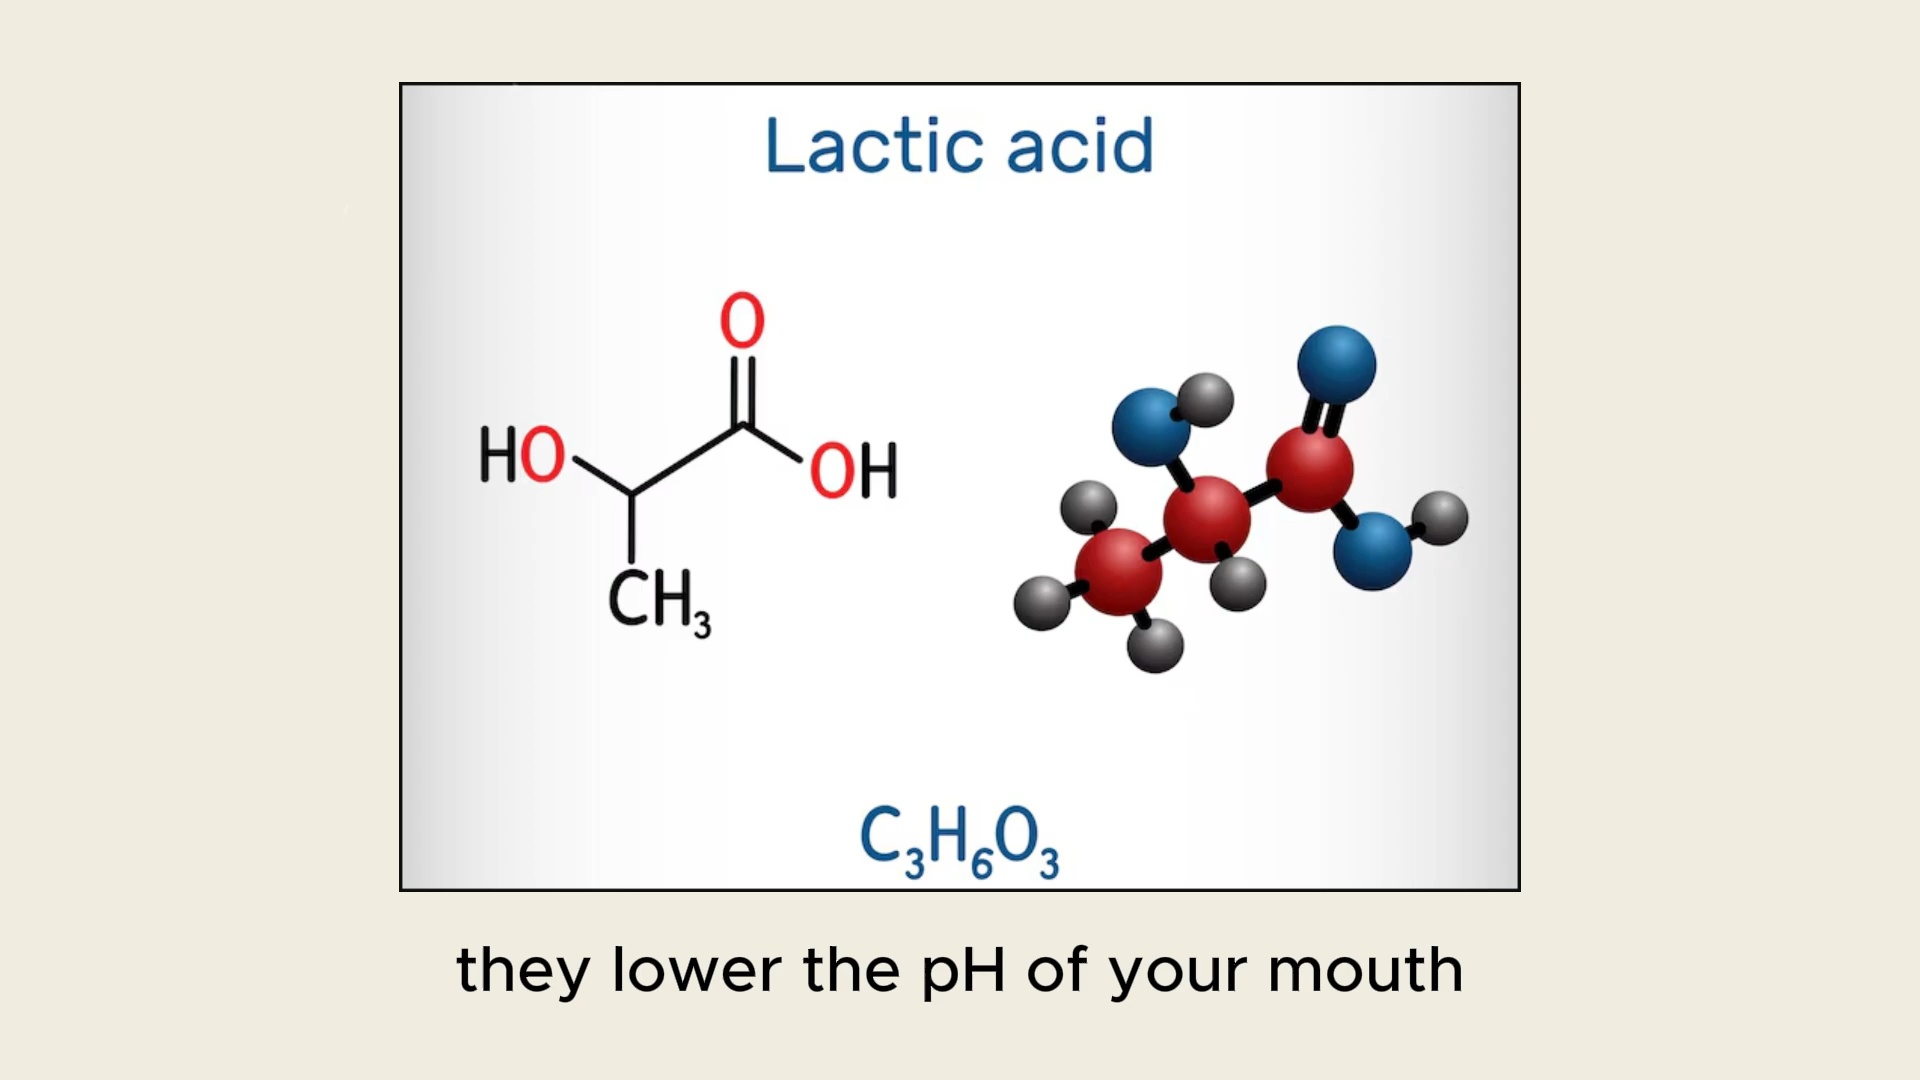 Lactic acid
O
HO
OH
CH₃
C₃H₆O₃
they lower the pH of your mouth